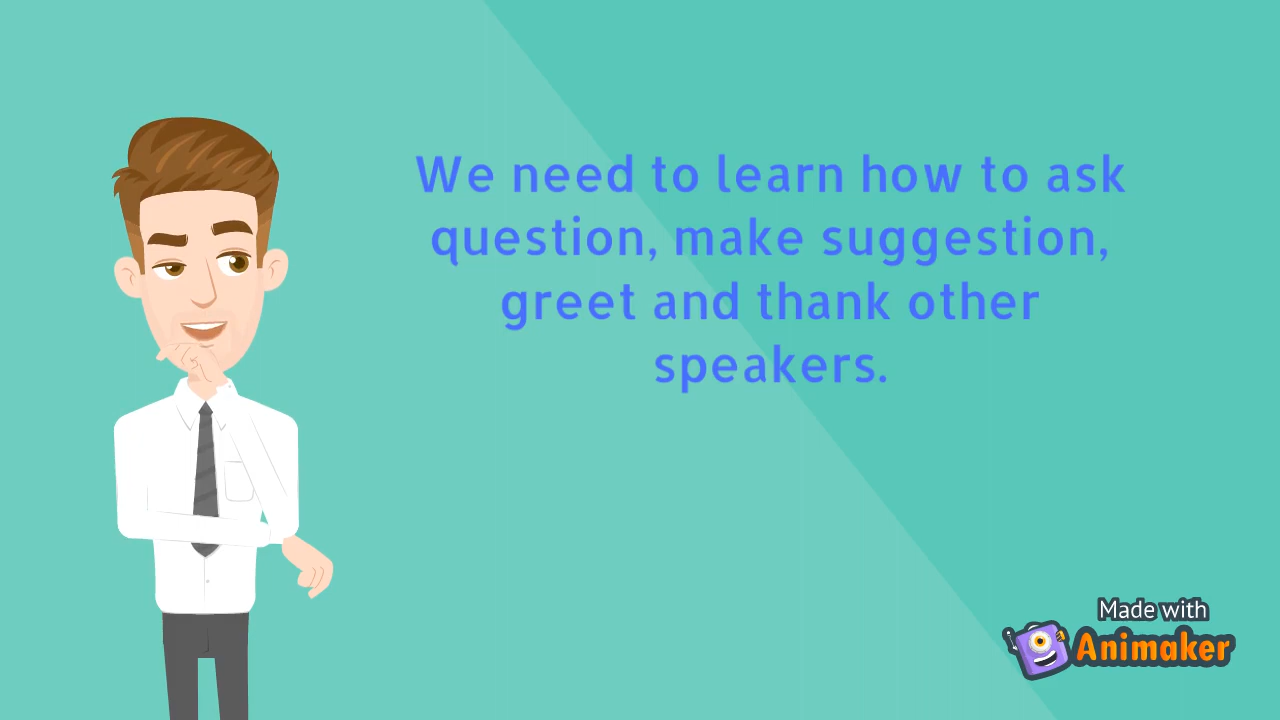 We need to learn how to ask
question, make suggestion,
greet and thank other
speakers.
Made with
Animaker